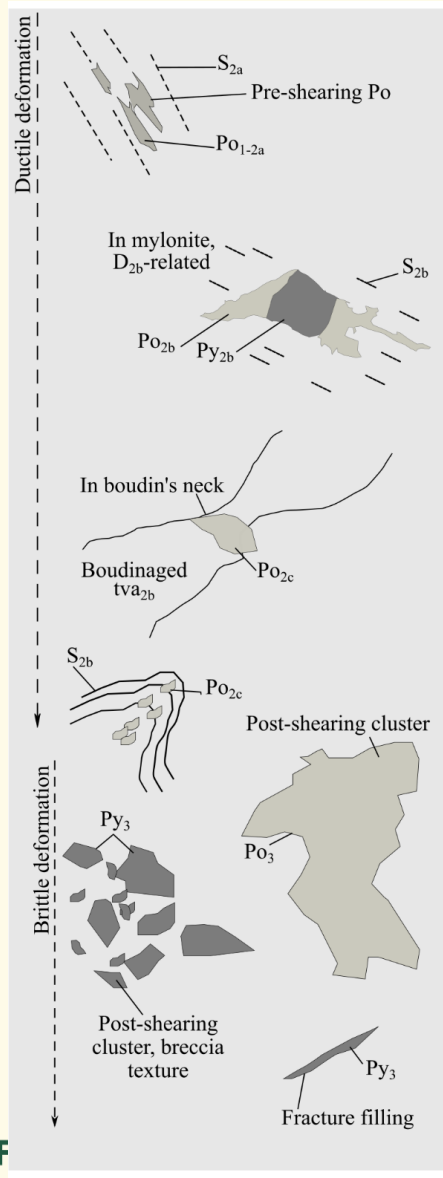 Ductile deformation
S2a
Pre-shearing Po
Po1-2a
In mylonite,
D2b-related
S2b
Po2b
Py2b
In boudin's neck
Boudinaged
tva2b
Po2c
S2b
Po2c
Post-shearing cluster
Brittle deformation
Py3
Po3
Post-shearing
cluster, breccia
texture
Py3
Fracture filling
F